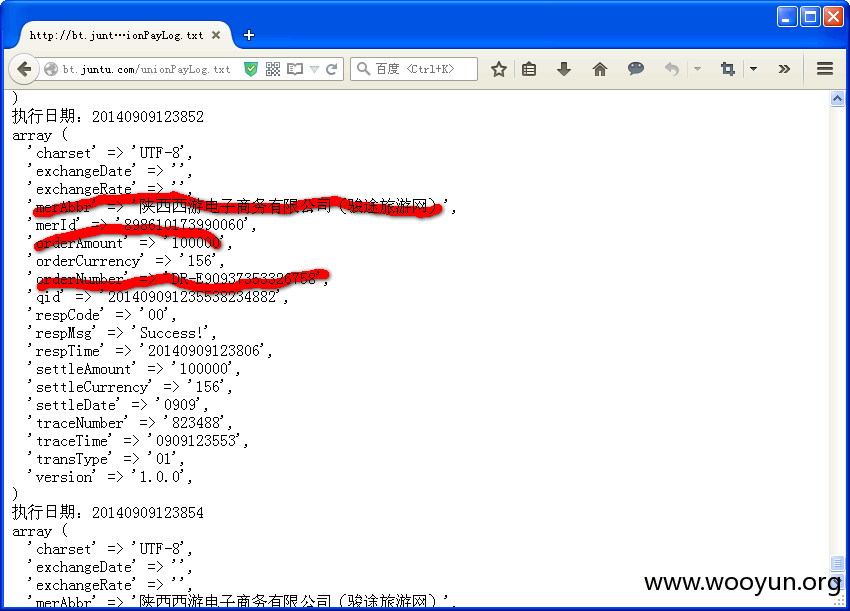 http://bt.junt…ionPayLog.txt
bt.juntu.com/unionPayLog.txt
百度 <Ctrl+K>
)
执行日期: 20140909123852
array (
'charset' => 'UTF-8',
'exchangeDate' => '',
'exchangeRate' => '',
'merAbbr' => '陕西西游电子商务有限公司（骏途旅游网）',
'merId' => '898610173990060',
'orderAmount' => '100000',
'orderCurrency' => '156',
'orderNumber' => 'DR-E90937353326758',
'qid' => '201409091235538234882',
'respCode' => '00',
'respMsg' => 'Success!',
'respTime' => '20140909123806',
'settleAmount' => '100000',
'settleCurrency' => '156',
'settleDate' => '0909',
'traceNumber' => '823488',
'traceTime' => '0909123553',
'transType' => '01',
'version' => '1.0.0',
)
执行日期: 20140909123854
array (
'charset' => 'UTF-8',
'exchangeDate' => '',
'exchangeRate' => '',
'merAbbr' => '陕西西游电子商务有限公司（骏途旅游网）',
www.wooyun.org